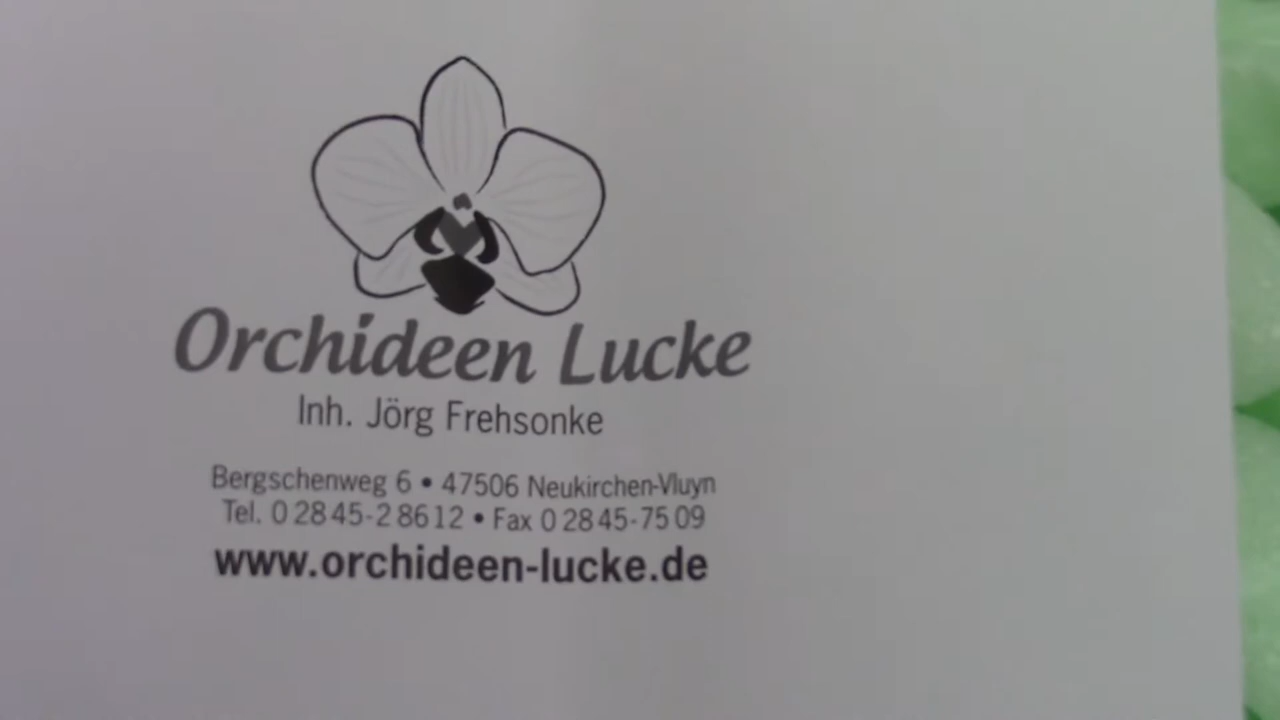 Orchideen Lucke
Inh. Jörg Frehsonke
Bergschenweg 6 • 47506 Neukirchen-Vluyn
Tel. 0 28 45-2 86 12 • Fax 0 28 45-75 09
www.orchideen-lucke.de